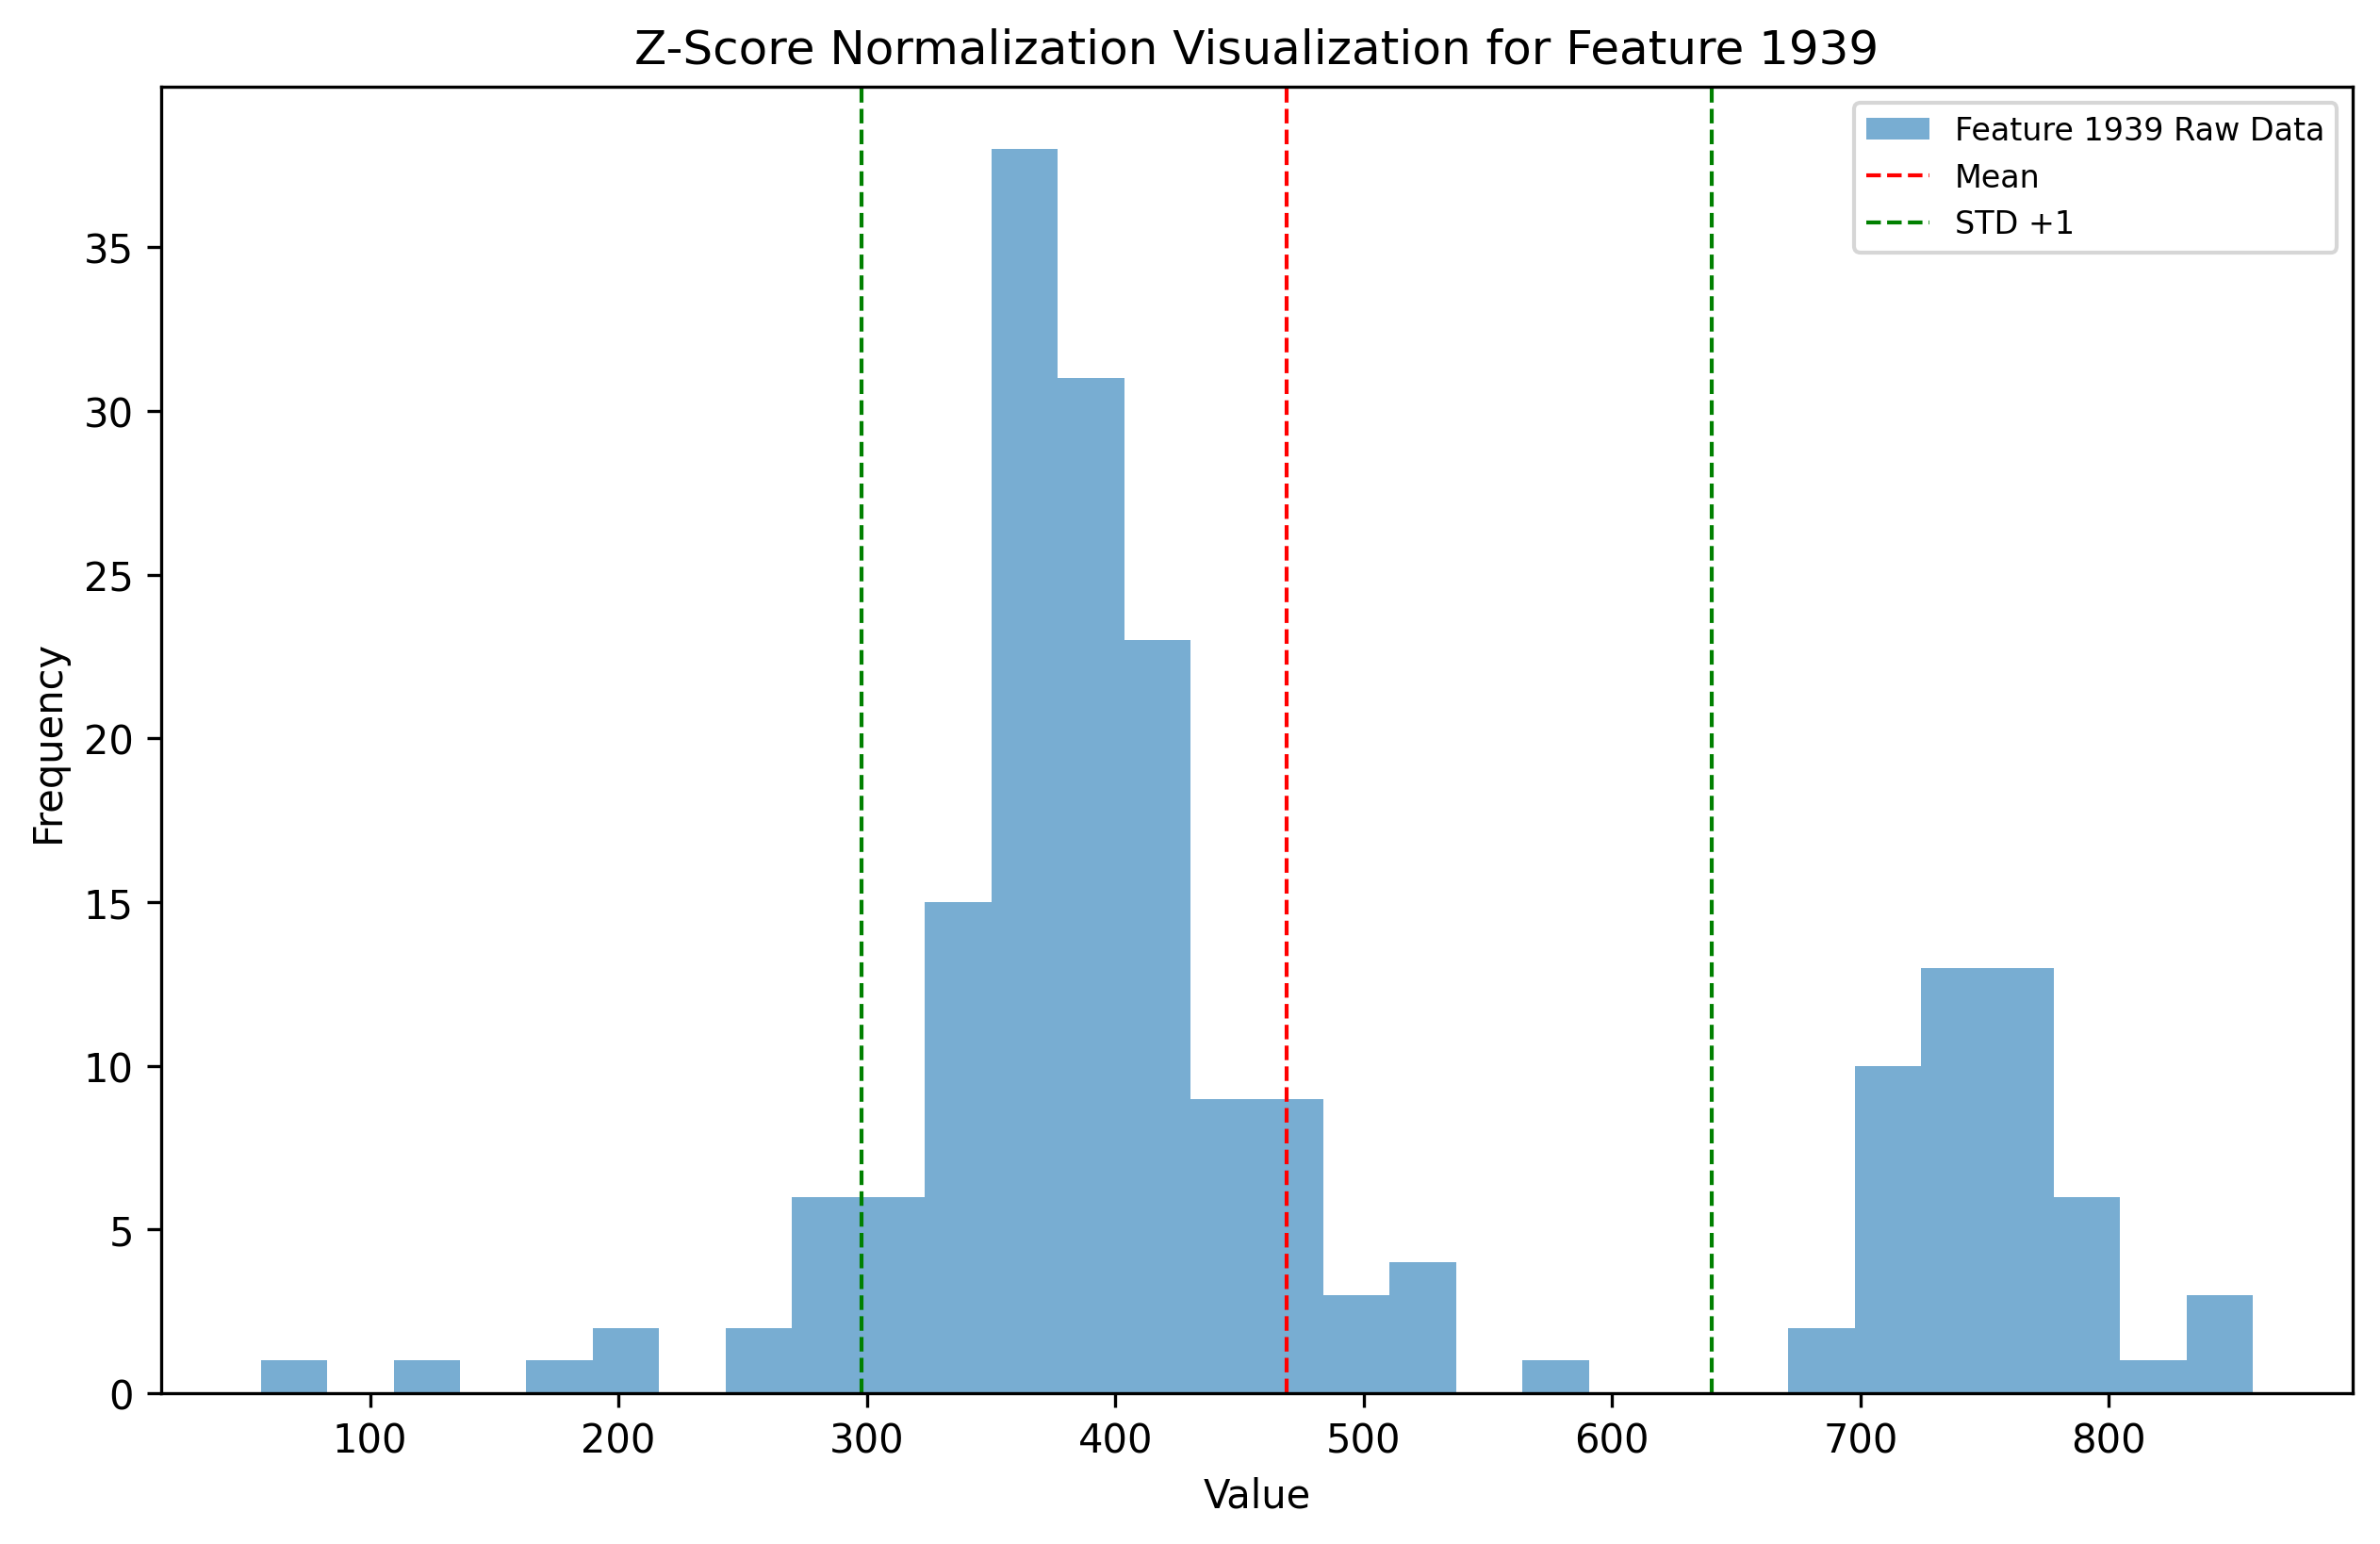 Z-Score Normalization Visualization for Feature 1939
Feature 1939 Raw Data
Mean
STD +1
Frequency
35
30
25
20
15
10
5
0
100 200 300 400 500 600 700 800
Value